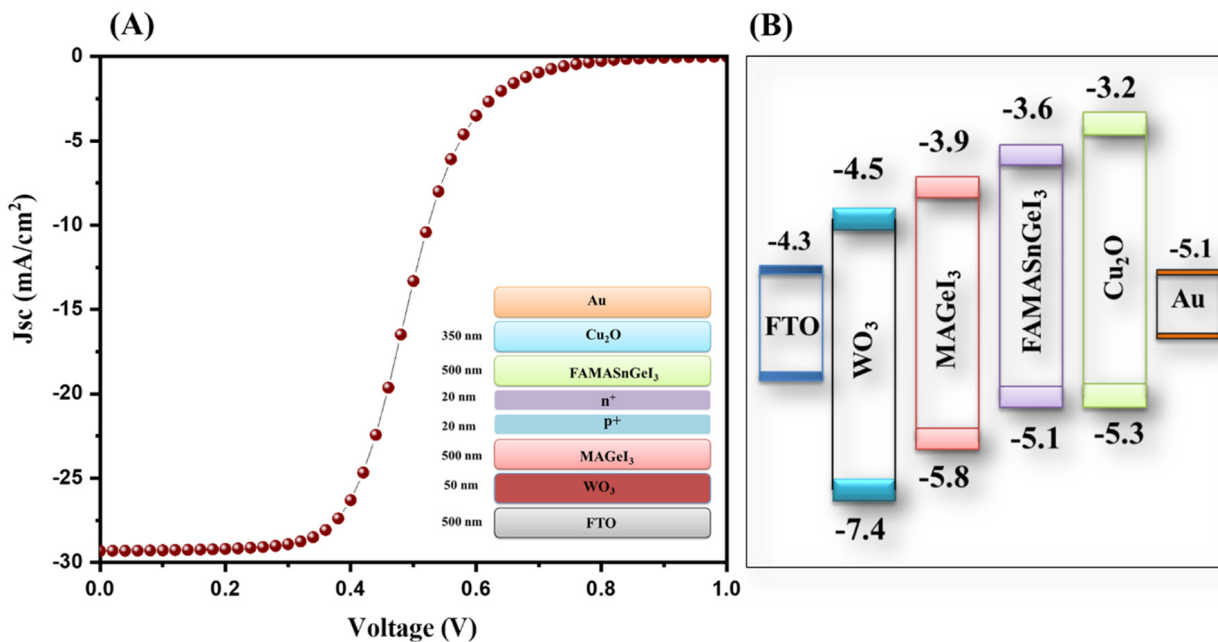 (A)
0
-5
-10
-15
-20
-25
-30
Jsc (mA/cm²)
0.0 0.2 0.4 0.6 0.8 1.0
Voltage (V)
Au
350 nm Cu₂O
500 nm FAMASnGeI₃
20 nm n⁺
20 nm p+
500 nm MAGeI₃
50 nm WO₃
500 nm FTO
(B)
-4.3
FTO
-4.5
WO₃
-7.4
-3.9
MAGeI₃
-5.8
-3.6
FAMASnGeI₃
-5.1
-3.2
Cu₂O
-5.3
-5.1
Au